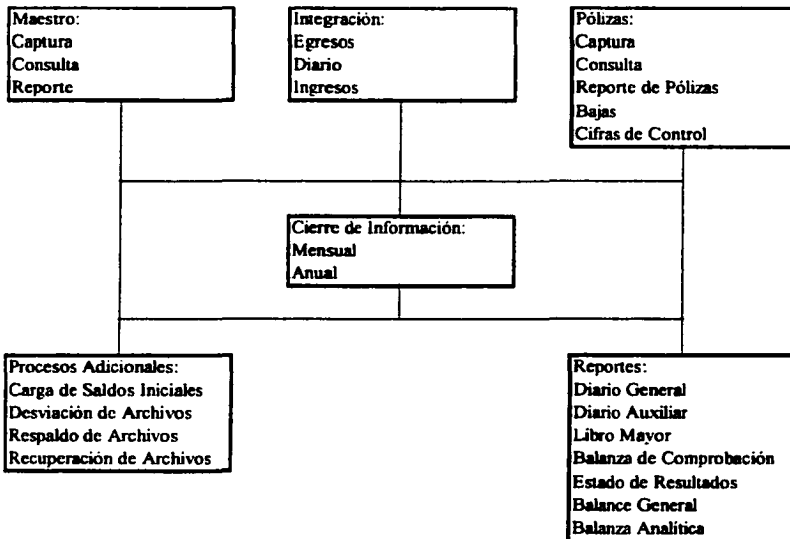 Maestro:
Captura
Consulta
Reporte
Integración:
Egresos
Diario
Ingresos
Pólizas:
Captura
Consulta
Reporte de Pólizas
Bajas
Cifras de Control
Cierre de Información:
Mensual
Anual
Procesos Adicionales:
Carga de Saldos Iniciales
Desviación de Archivos
Respaldo de Archivos
Recuperación de Archivos
Reportes:
Diario General
Diario Auxiliar
Libro Mayor
Balanza de Comprobación
Estado de Resultados
Balance General
Balanza Analítica